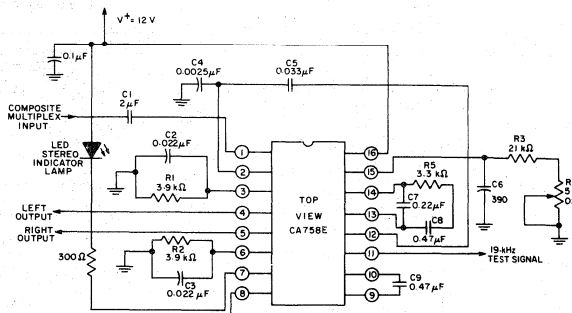 V+ = 12 V
0.1µF
C4
0.0025µF
C5
0.033µF
C1
2µF
COMPOSITE
MULTIPLEX
INPUT
LED
STEREO
INDICATOR
LAMP
C2
0.022µF
R1
3.9 kΩ
LEFT
OUTPUT
RIGHT
OUTPUT
R2
3.9 kΩ
C3
0.022 µF
300Ω
1
2
3
4
5
6
7
8
TOP
VIEW
CA758E
16
15
14
13
12
11
10
9
R3
21 kΩ
R5
3.3 kΩ
C7
0.22µF
C8
0.47µF
C6
390
19-kHz
TEST SIGNAL
C9
0.47µF
R
5
0.